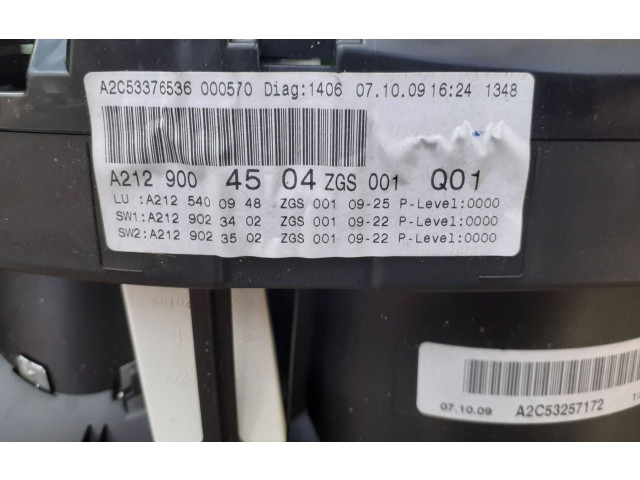 A2C53376536 000570 Diag:1406 07.10.09 16:24 1348
A212 900 45 04 ZGS 001 Q01
LU :A212 540 09 48 ZGS 001 09-25 P-Level:0000
SW1:A212 902 34 02 ZGS 001 09-22 P-Level:0000
SW2:A212 902 35 02 ZGS 001 09-22 P-Level:0000
07.10.09 A2C53257172